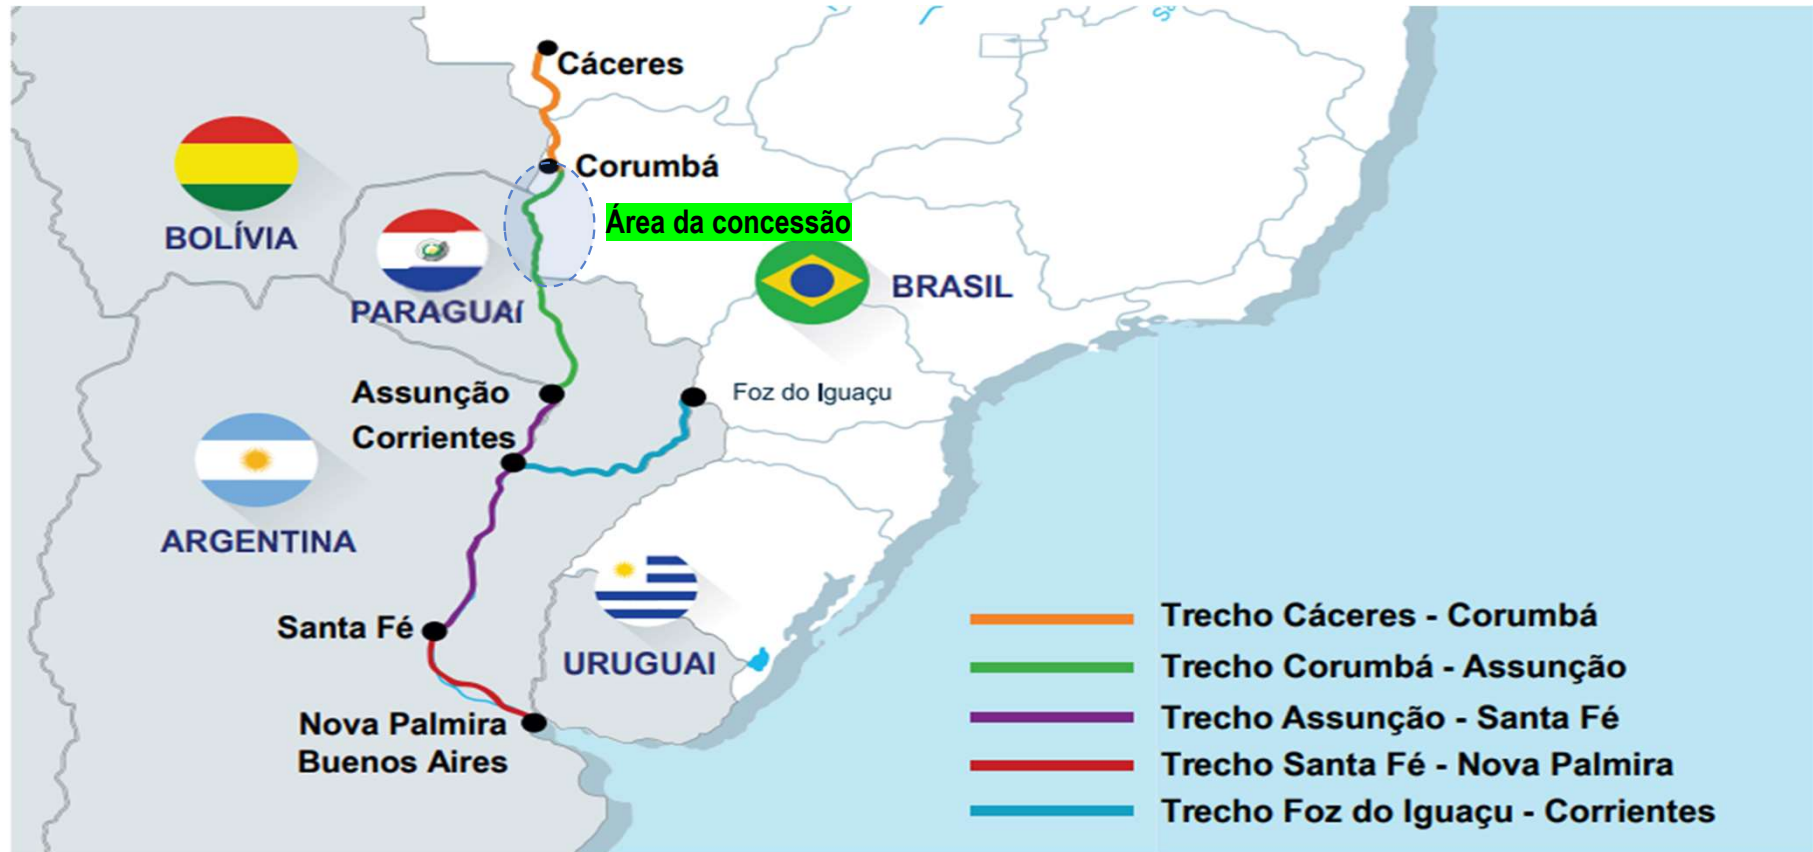 Cáceres
Corumbá
Área da concessão
BOLÍVIA
PARAGUAÍ
BRASIL
Assunção
Foz do Iguaçu
Corrientes
ARGENTINA
Santa Fé
URUGUAI
Nova Palmira
Buenos Aires
Trecho Cáceres - Corumbá
Trecho Corumbá - Assunção
Trecho Assunção - Santa Fé
Trecho Santa Fé - Nova Palmira
Trecho Foz do Iguaçu - Corrientes